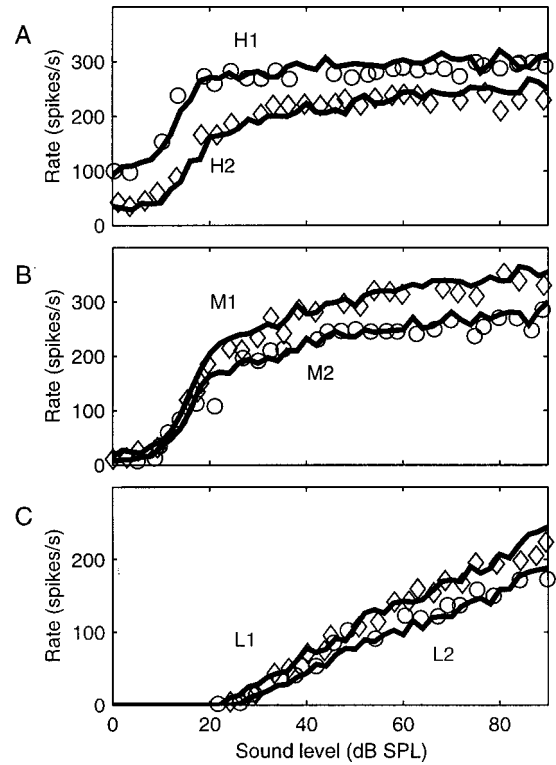 A
H1
300
200
100
0
H2
Rate (spikes/s)
B
M1
300
200
100
0
M2
Rate (spikes/s)
C
200
100
0
L1
L2
Rate (spikes/s)
0 20 40 60 80
Sound level (dB SPL)